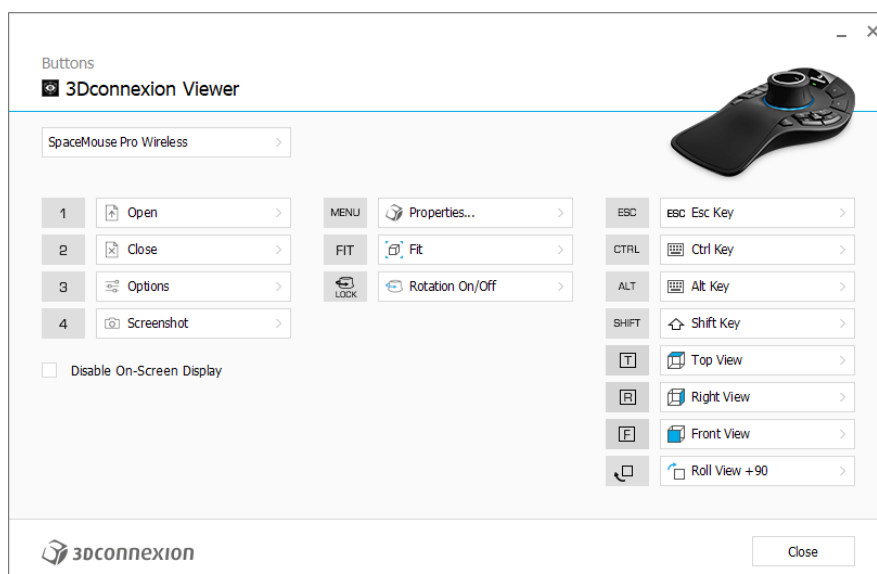 Buttons
3Dconnexion Viewer
SpaceMouse Pro Wireless
1 Open
2 Close
3 Options
4 Screenshot
Disable On-Screen Display
MENU Properties...
FIT Fit
LOCK Rotation On/Off
ESC ESC Esc Key
CTRL Ctrl Key
ALT Alt Key
SHIFT Shift Key
T Top View
R Right View
F Front View
Roll View +90
3Dconnexion
Close